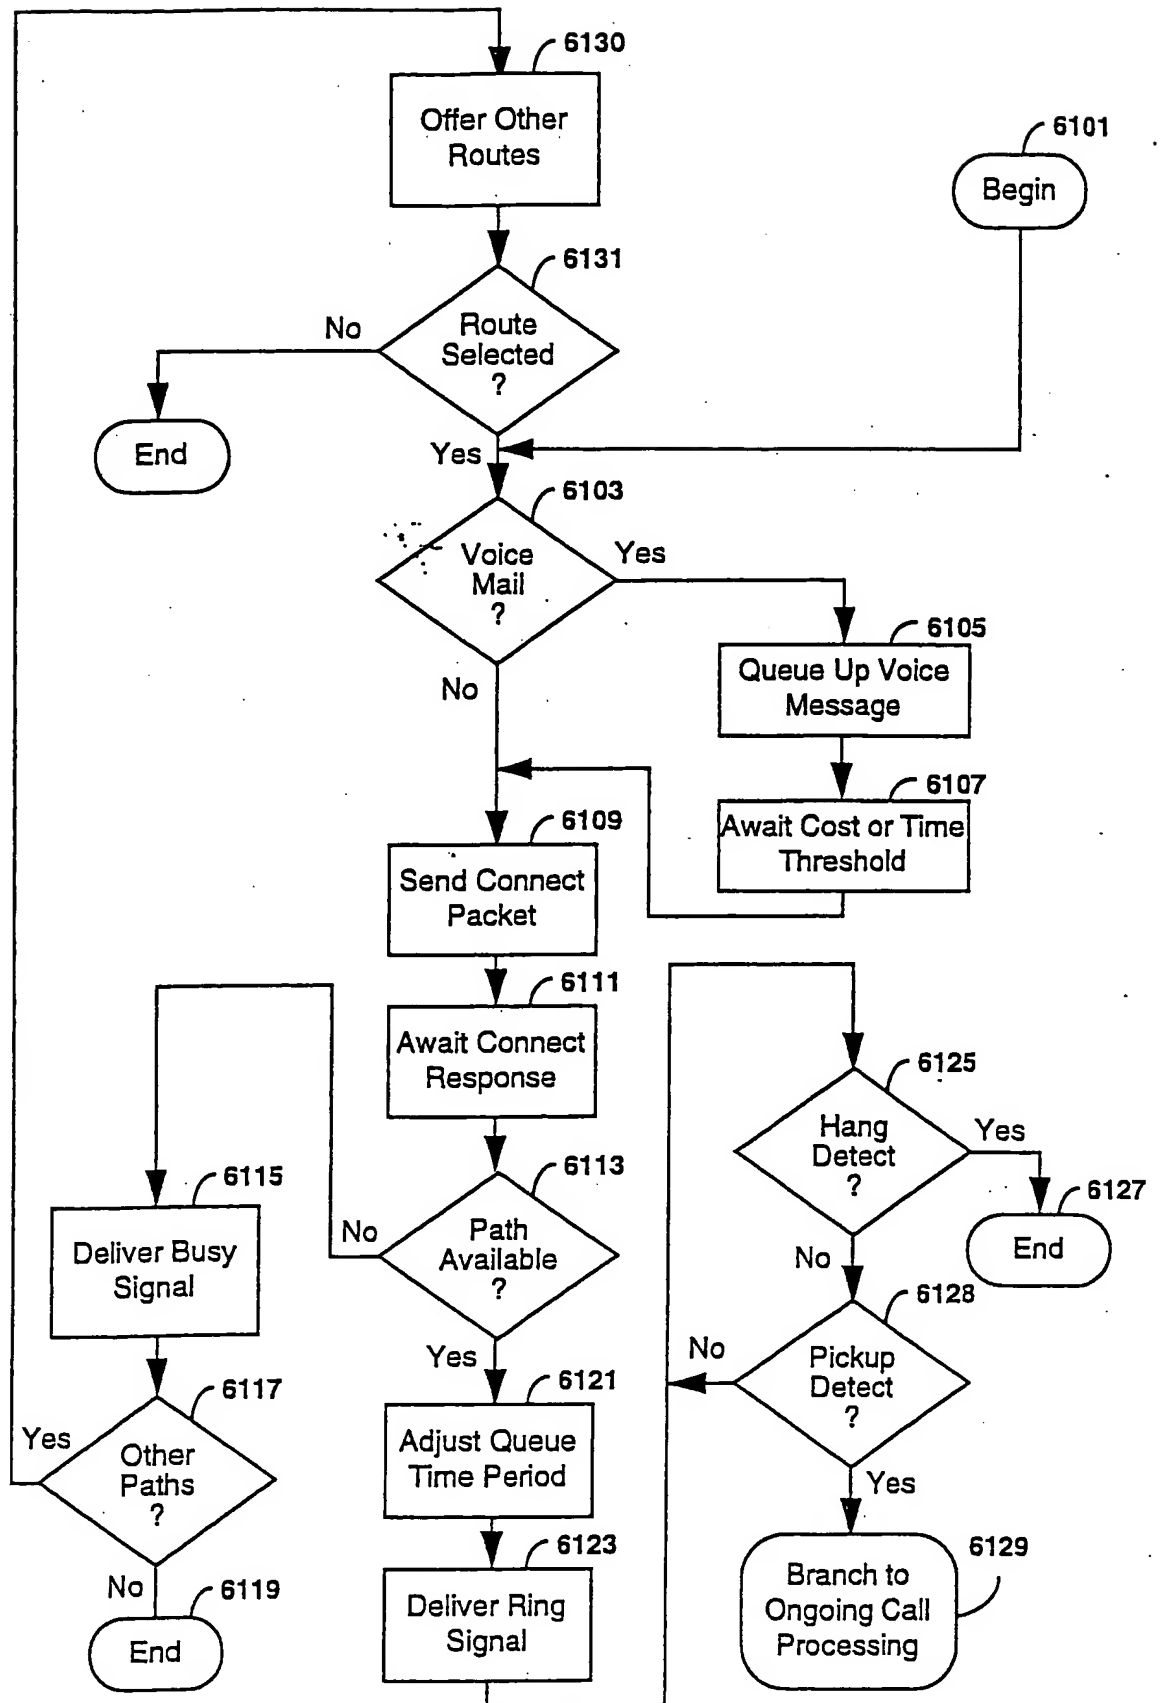 6130
Offer Other
Routes
6101
Begin
6131
Route
Selected
?
No
End
Yes
6103
Voice
Mail
?
Yes
No
6105
Queue Up Voice
Message
6107
Await Cost or Time
Threshold
6109
Send Connect
Packet
6111
Await Connect
Response
6113
Path
Available
?
No
Yes
6115
Deliver Busy
Signal
6117
Other
Paths
?
Yes
No
6119
End
6121
Adjust Queue
Time Period
6123
Deliver Ring
Signal
6125
Hang
Detect
?
Yes
No
6127
End
6128
Pickup
Detect
?
No
Yes
6129
Branch to
Ongoing Call
Processing